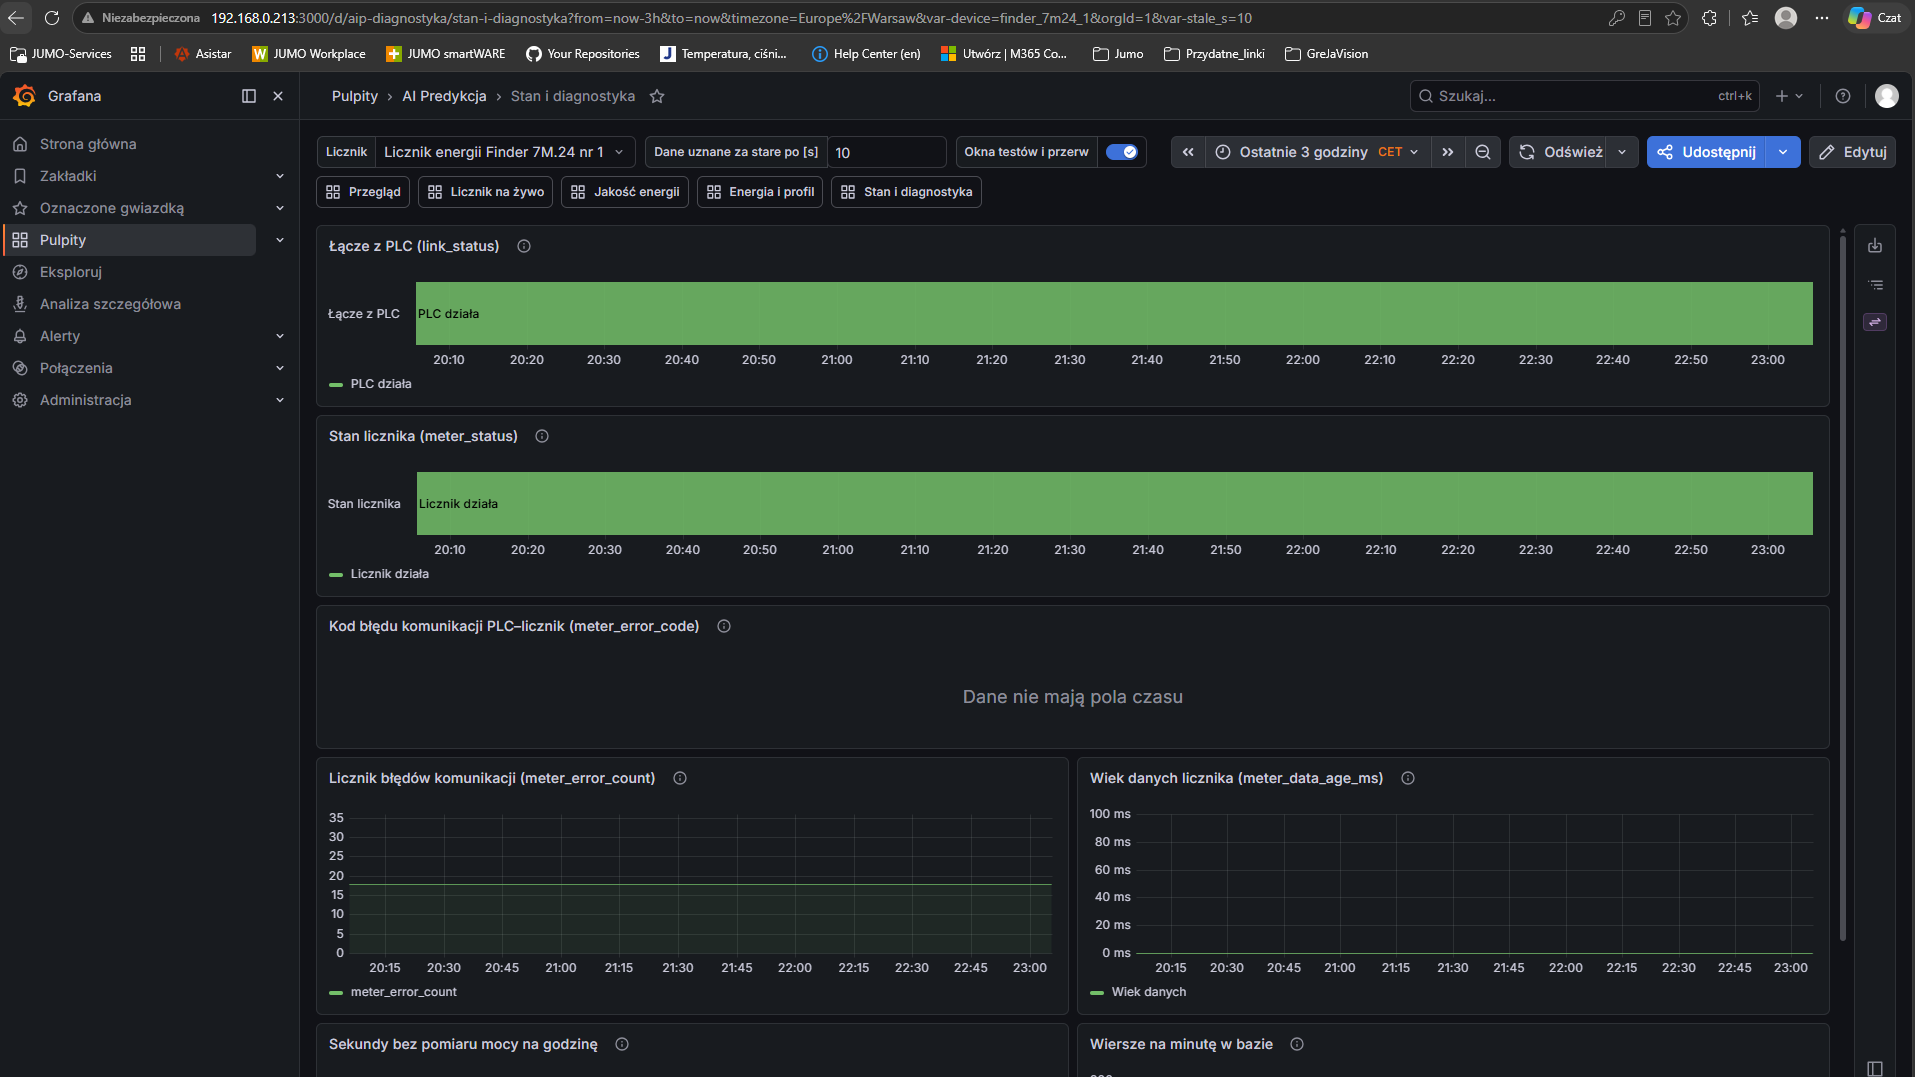 Niezabezpieczona 192.168.0.213:3000/d/aip-diagnostyka/stan-i-diagnostyka?from=now-3h&to=now&timezone=Europe%2FWarsaw&var-device=finder_7m24_1&orgId=1&var-stale_s=10 Czat
JUMO-Services Asistar JUMO Workplace JUMO smartWARE Your Repositories Temperatura, ciśni... Help Center (en) Utwórz | M365 Co... Jumo Przydatne_linki GreJaVision
Grafana
Pulpity › AI Predykcja › Stan i diagnostyka
Szukaj... ctrl+k
Strona główna
Zakładki
Oznaczone gwiazdką
Pulpity
Eksploruj
Analiza szczegółowa
Alerty
Połączenia
Administracja
Licznik Licznik energii Finder 7M.24 nr 1 Dane uznane za stare po [s] 10 Okna testów i przerw Ostatnie 3 godziny CET Odśwież Udostępnij Edytuj
Przegląd Licznik na żywo Jakość energii Energia i profil Stan i diagnostyka
Łącze z PLC (link_status)
Łącze z PLC PLC działa
20:10 20:20 20:30 20:40 20:50 21:00 21:10 21:20 21:30 21:40 21:50 22:00 22:10 22:20 22:30 22:40 22:50 23:00
PLC działa
Stan licznika (meter_status)
Stan licznika Licznik działa
20:10 20:20 20:30 20:40 20:50 21:00 21:10 21:20 21:30 21:40 21:50 22:00 22:10 22:20 22:30 22:40 22:50 23:00
Licznik działa
Kod błędu komunikacji PLC–licznik (meter_error_code)
Dane nie mają pola czasu
Licznik błędów komunikacji (meter_error_count)
35
30
25
20
15
10
5
0
20:15 20:30 20:45 21:00 21:15 21:30 21:45 22:00 22:15 22:30 22:45 23:00
meter_error_count
Wiek danych licznika (meter_data_age_ms)
100 ms
80 ms
60 ms
40 ms
20 ms
0 ms
20:15 20:30 20:45 21:00 21:15 21:30 21:45 22:00 22:15 22:30 22:45 23:00
Wiek danych
Sekundy bez pomiaru mocy na godzinę
Wiersze na minutę w bazie